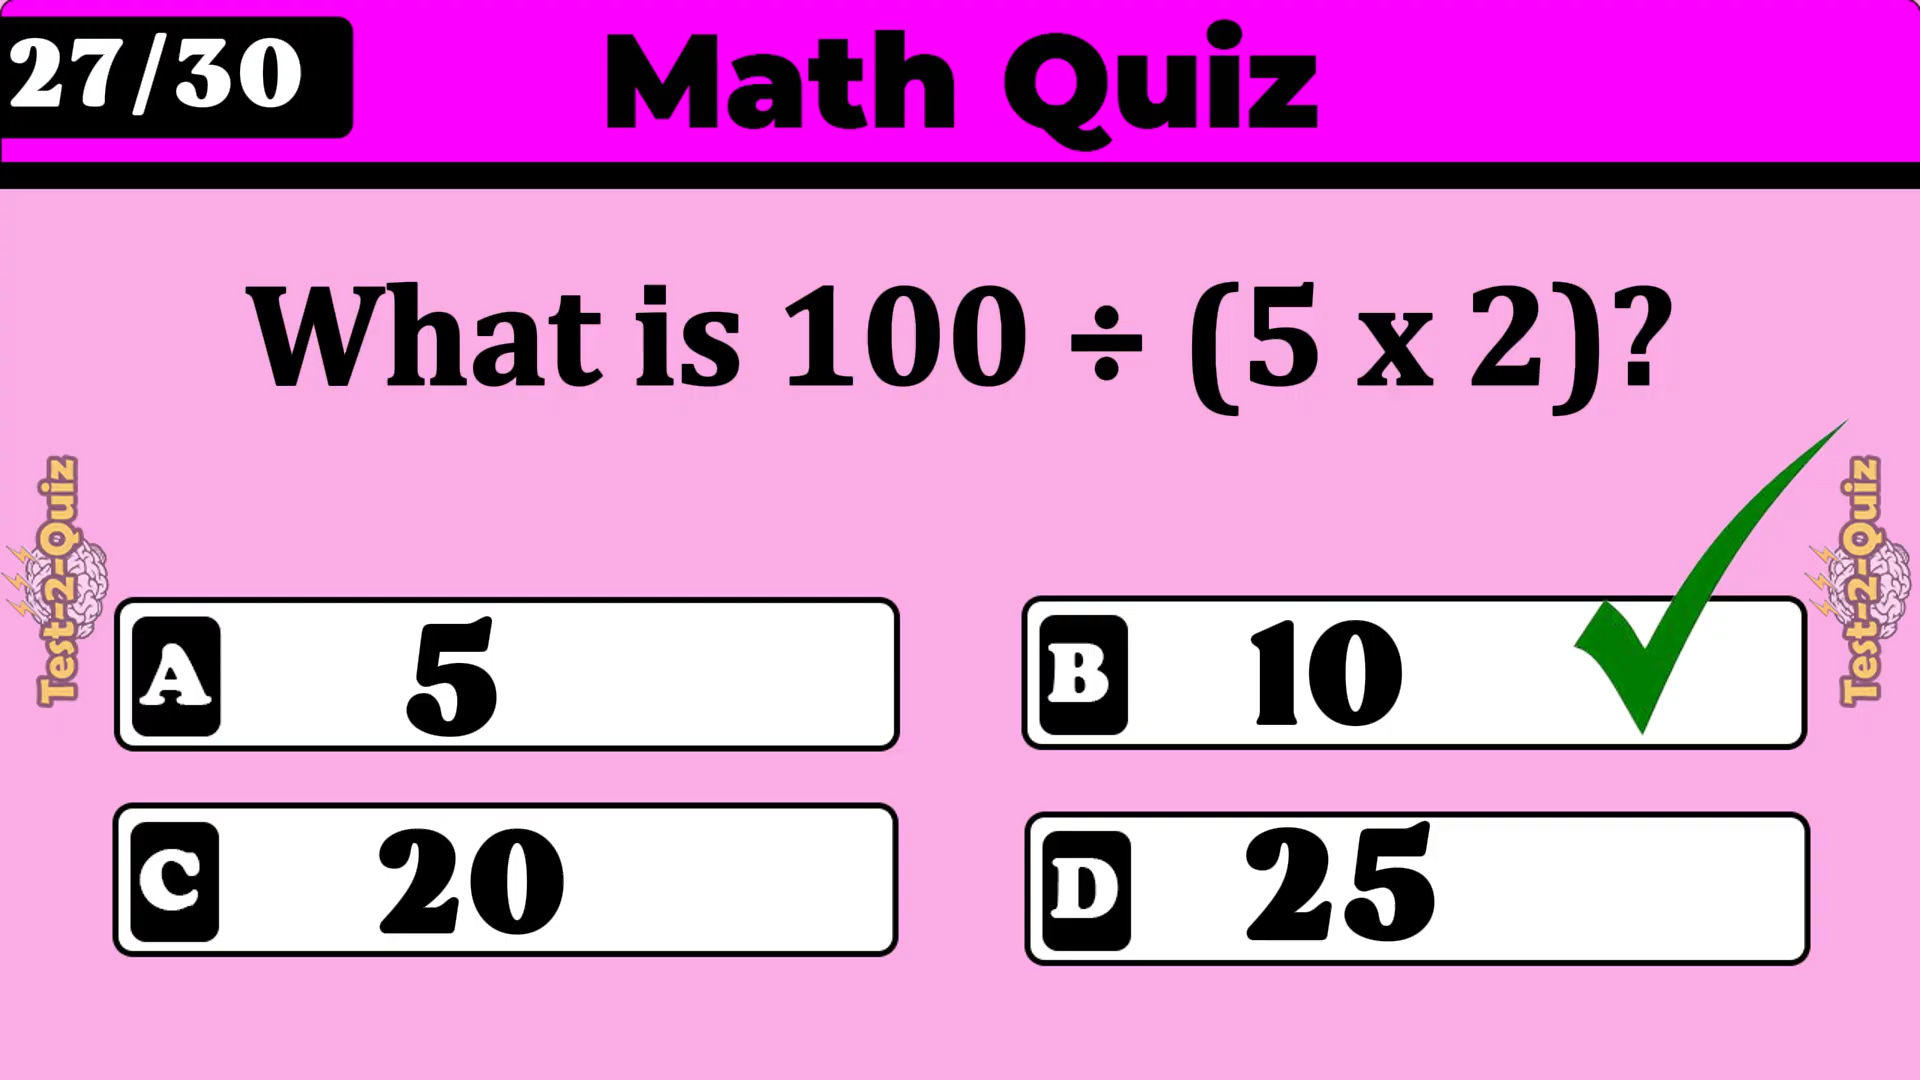 27/30
Math Quiz
What is 100 ÷ (5 x 2)?
Test-2-Quiz
Test-2-Quiz
A 5
B 10
C 20
D 25